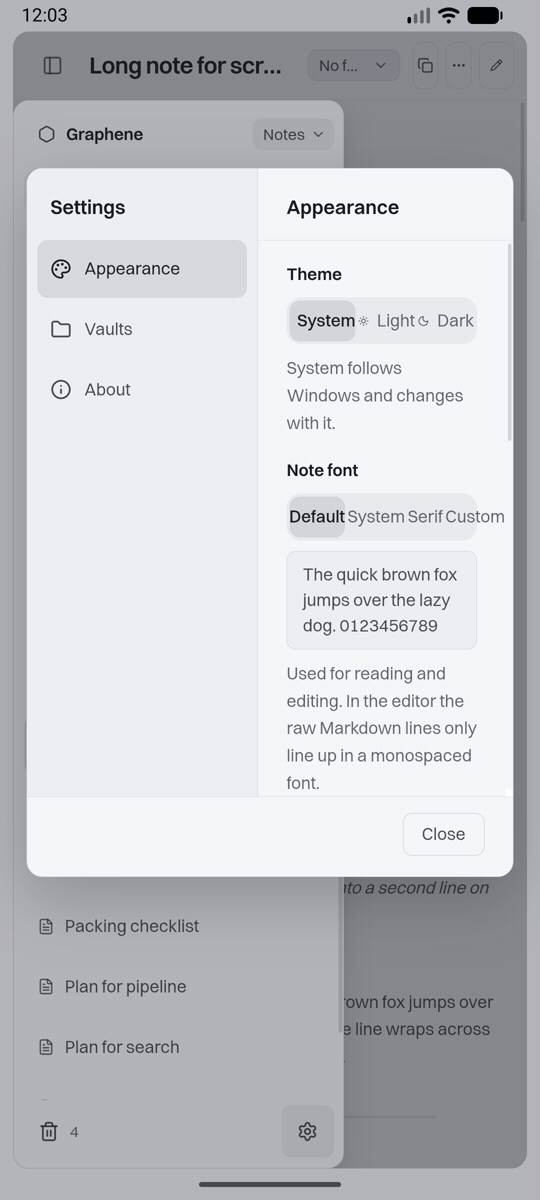 12:03
Long note for scr...
No f...
Graphene
Notes
Settings
Appearance
Vaults
About
Appearance
Theme
System Light Dark
System follows
Windows and changes
with it.
Note font
Default System Serif Custom
The quick brown fox
jumps over the lazy
dog. 0123456789
Used for reading and
editing. In the editor the
raw Markdown lines only
line up in a monospaced
font.
Close
a second line on
Packing checklist
Plan for pipeline
fox jumps over
line wraps across
Plan for search
4